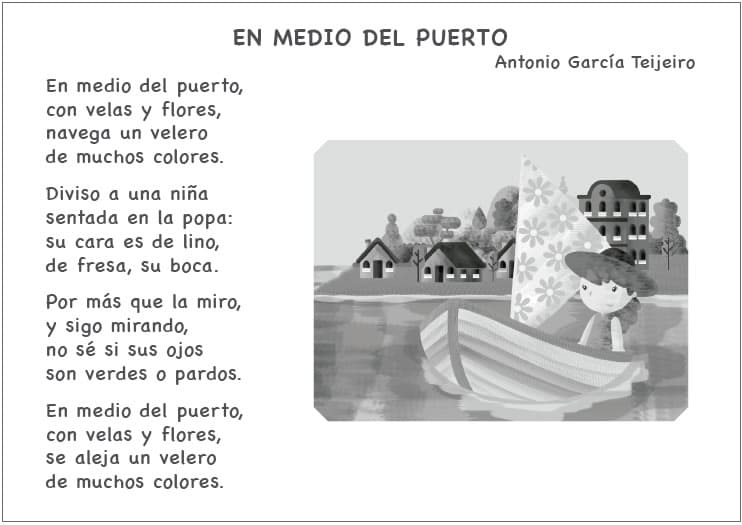 EN MEDIO DEL PUERTO
Antonio García Teijeiro
En medio del puerto,
con velas y flores,
navega un velero
de muchos colores.
Diviso a una niña
sentada en la popa:
su cara es de lino,
de fresa, su boca.
Por más que la miro,
y sigo mirando,
no sé si sus ojos
son verdes o pardos.
En medio del puerto,
con velas y flores,
se aleja un velero
de muchos colores.